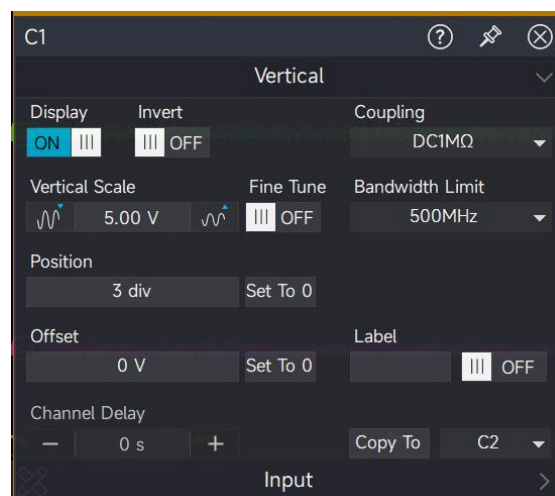 C1 ?
Vertical
Display Invert Coupling
ON OFF DC1MΩ
Vertical Scale Fine Tune Bandwidth Limit
5.00 V OFF 500MHz
Position
3 div Set To 0
Offset Label
0 V Set To 0 OFF
Channel Delay
− 0 s + Copy To C2
Input